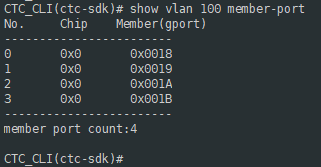 CTC_CLI(ctc-sdk)# show vlan 100 member-port
No. Chip Member(gport)
-------------------------
0 0x0 0x0018
1 0x0 0x0019
2 0x0 0x001A
3 0x0 0x001B
-------------------------
member port count:4
CTC_CLI(ctc-sdk)#